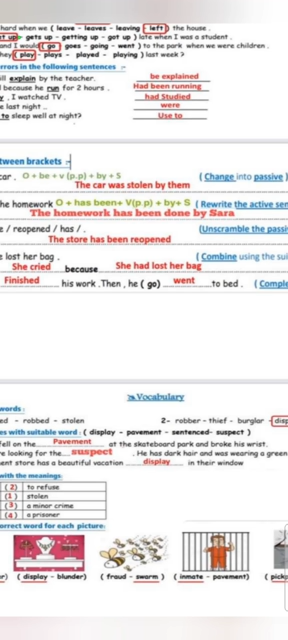 hard when we ( leave - leaves - leaving - left ) the house .
t up - gets up - getting up - got up ) late when I was a student .
and I would ( go - goes - going - went ) to the park when we were children .
hey ( play - plays - played - playing ) last week ?
rrors in the following sentences :-
ill explain by the teacher. be explained
l because he run for 2 hours . Had been running
y , I watched TV . had Studied
e last night .. were
to sleep well at night? Use to
tween brackets :-
car . O + be + v (p.p) + by + S ( Change into passive )
The car was stolen by them
he homework O + has been+ V(p.p) + by+ S ( Rewrite the active sen
The homework has been done by Sara
e / reopened / has / . (Unscramble the passi
The store has been reopened
e lost her bag . ( Combine using the sui
She cried because She had lost her bag
Finished his work .Then , he ( go) went to bed . ( Comple
Vocabulary
words :
ed - robbed - stolen 2- robber - thief - burglar - disp
es with suitable word : ( display - pavement - sentenced- suspect )
fell on the Pavement at the skateboard park and broke his wrist.
re looking for the suspect . He has dark hair and was wearing a green
ent store has a beautiful vacation display in their window
with the meanings:
( 2) to refuse
(1 ) stolen
( 3) a minor crime
(4 ) a prisoner
orrect word for each picture:
er) ( display - blunder) ( fraud - swarm ) ( inmate - pavement) ( pick